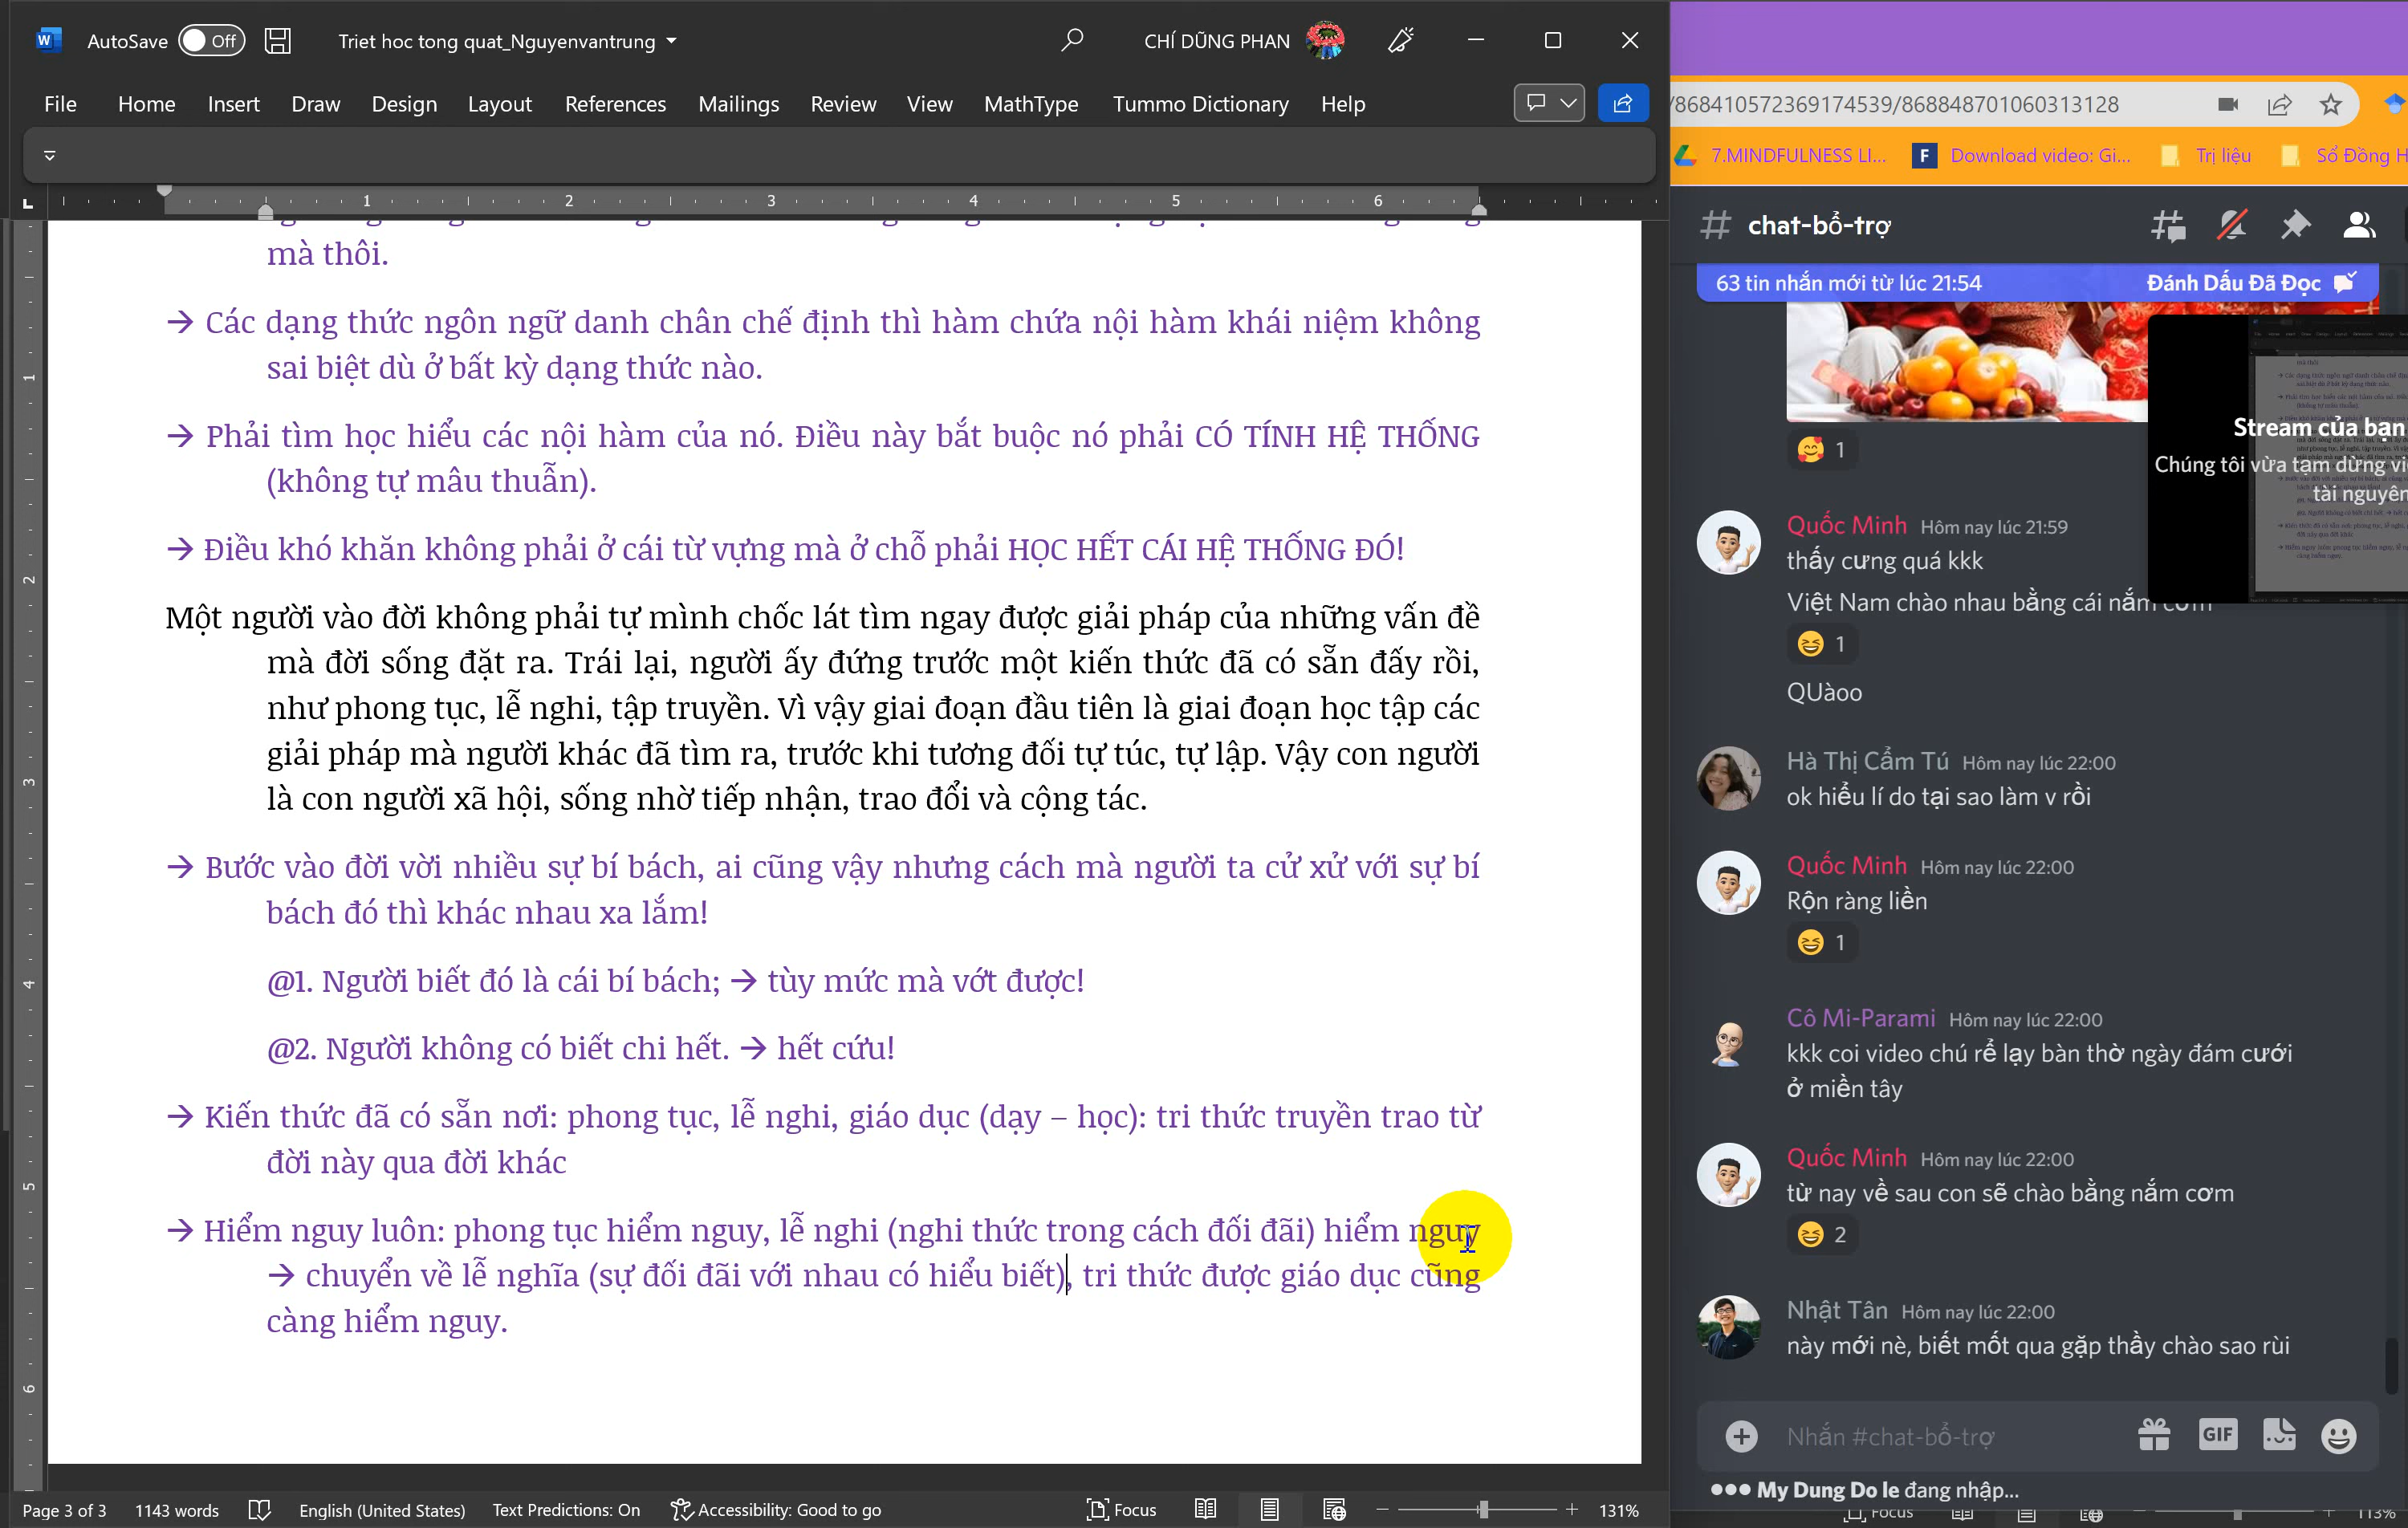 AutoSave Off Triet hoc tong quat_Nguyenvantrung CHÍ DŨNG PHAN
File Home Insert Draw Design Layout References Mailings Review View MathType Tummo Dictionary Help
1 2 3 4 5 6
mà thôi.
→ Các dạng thức ngôn ngữ danh chân chế định thì hàm chứa nội hàm khái niệm không
sai biệt dù ở bất kỳ dạng thức nào.
→ Phải tìm học hiểu các nội hàm của nó. Điều này bắt buộc nó phải CÓ TÍNH HỆ THỐNG
(không tự mâu thuẫn).
→ Điều khó khăn không phải ở cái từ vựng mà ở chỗ phải HỌC HẾT CÁI HỆ THỐNG ĐÓ!
Một người vào đời không phải tự mình chốc lát tìm ngay được giải pháp của những vấn đề
mà đời sống đặt ra. Trái lại, người ấy đứng trước một kiến thức đã có sẵn đấy rồi,
như phong tục, lễ nghi, tập truyền. Vì vậy giai đoạn đầu tiên là giai đoạn học tập các
giải pháp mà người khác đã tìm ra, trước khi tương đối tự túc, tự lập. Vậy con người
là con người xã hội, sống nhờ tiếp nhận, trao đổi và cộng tác.
→ Bước vào đời vời nhiều sự bí bách, ai cũng vậy nhưng cách mà người ta cử xử với sự bí
bách đó thì khác nhau xa lắm!
@1. Người biết đó là cái bí bách; → tùy mức mà vớt được!
@2. Người không có biết chi hết. → hết cứu!
→ Kiến thức đã có sẵn nơi: phong tục, lễ nghi, giáo dục (dạy – học): tri thức truyền trao từ
đời này qua đời khác
→ Hiểm nguy luôn: phong tục hiểm nguy, lễ nghi (nghi thức trong cách đối đãi) hiểm nguy
→ chuyển về lễ nghĩa (sự đối đãi với nhau có hiểu biết), tri thức được giáo dục cũng
càng hiểm nguy.
1
2
3
4
5
6
Page 3 of 3 1143 words English (United States) Text Predictions: On Accessibility: Good to go Focus 131%
/868410572369174539/868848701060313128
7.MINDFULNESS LI... Download video: Gi... Trị liệu Sổ Đồng H
# chat-bổ-trợ
63 tin nhắn mới từ lúc 21:54 Đánh Dấu Đã Đọc
Stream của bạn
Chúng tôi vừa tạm dừng vi
tài nguyên
1
Quốc Minh Hôm nay lúc 21:59
thấy cưng quá kkk
Việt Nam chào nhau bằng cái nắm cơm
1
QUàoo
Hà Thị Cẩm Tú Hôm nay lúc 22:00
ok hiểu lí do tại sao làm v rồi
Quốc Minh Hôm nay lúc 22:00
Rộn ràng liền
1
Cô Mi-Parami Hôm nay lúc 22:00
kkk coi video chú rể lạy bàn thờ ngày đám cưới
ở miền tây
Quốc Minh Hôm nay lúc 22:00
từ nay về sau con sẽ chào bằng nắm cơm
2
Nhật Tân Hôm nay lúc 22:00
này mới nè, biết mốt qua gặp thầy chào sao rùi
Nhắn #chat-bổ-trợ GIF
My Dung Do le đang nhập...
Focus 113%